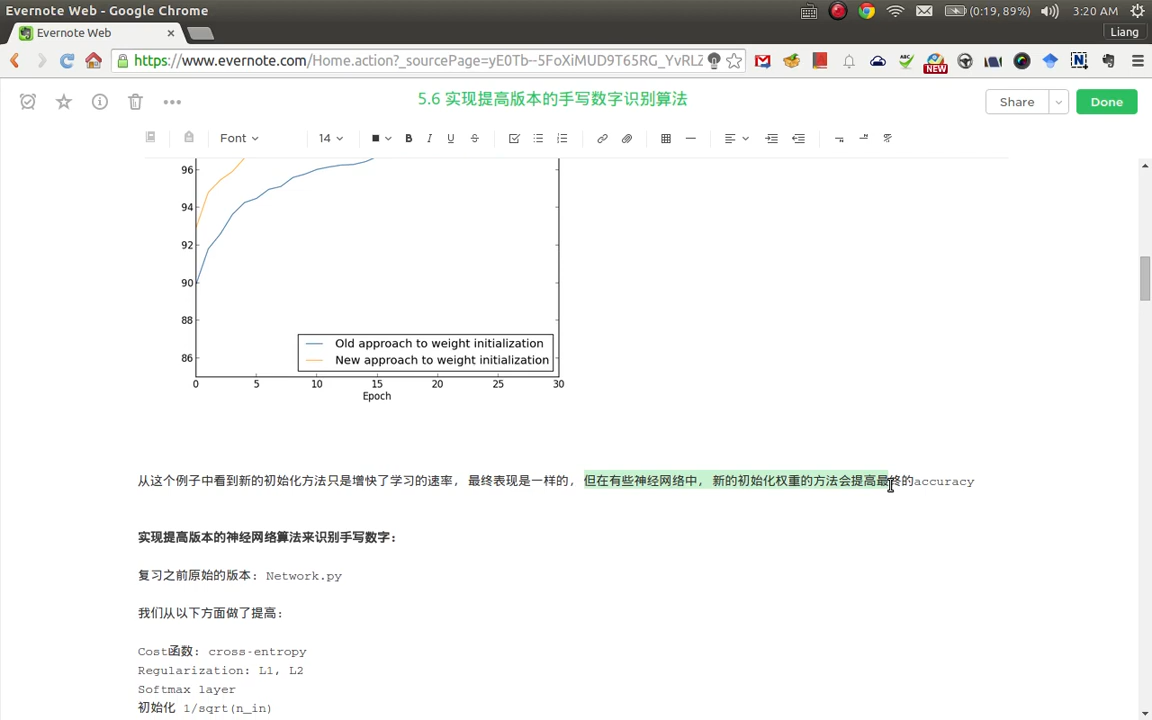 Evernote Web - Google Chrome
(0:19, 89%)
3:20 AM
Evernote Web
Liang
https://www.evernote.com/Home.action?_sourcePage=yE0Tb--5FoXiMUD9T65RG_YvRLZ
NEW
5.6 实现提高版本的手写数字识别算法
Share
Done
Font
14
B
I
U
96
94
92
90
88
86
Old approach to weight initialization
New approach to weight initialization
0 5 10 15 20 25 30
Epoch
从这个例子中看到新的初始化方法只是增快了学习的速率，最终表现是一样的，但在有些神经网络中，新的初始化权重的方法会提高最终的accuracy
实现提高版本的神经网络算法来识别手写数字：
复习之前原始的版本：Network.py
我们从以下方面做了提高：
Cost函数: cross-entropy
Regularization: L1, L2
Softmax layer
初始化 1/sqrt(n_in)